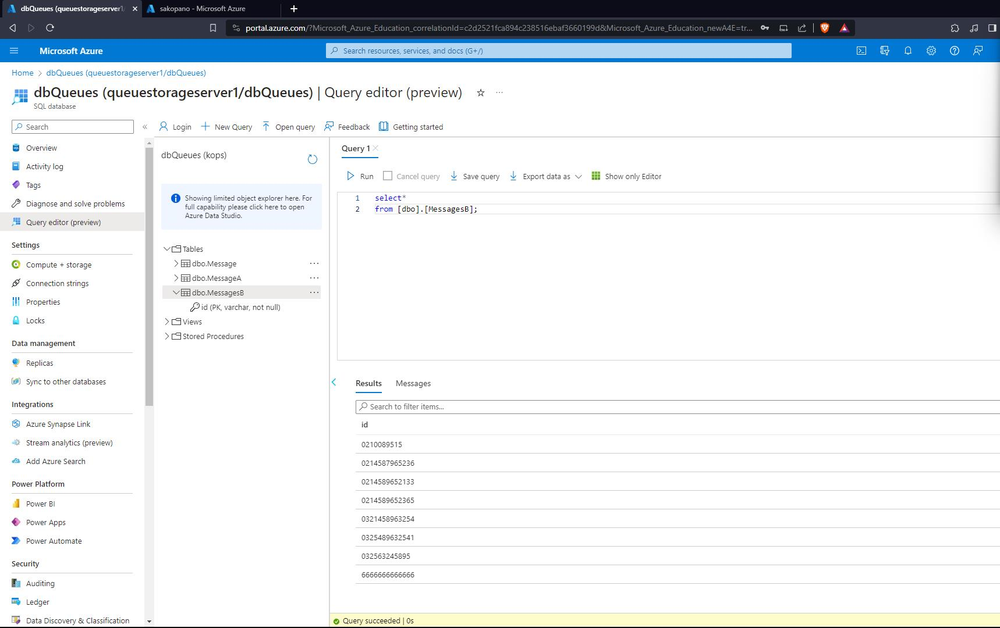 dbQueues (queuestorageserver1/
sakopano - Microsoft Azure
portal.azure.com/?Microsoft_Azure_Education_correlationId=c2d2521fca894c238516ebaf3660199d&Microsoft_Azure_Education_newA4E=tr...
Microsoft Azure
Search resources, services, and docs (G+/)
Home > dbQueues (queuestorageserver1/dbQueues)
dbQueues (queuestorageserver1/dbQueues) | Query editor (preview)
SQL database
Search
Login
New Query
Open query
Feedback
Getting started
Overview
Activity log
Tags
Diagnose and solve problems
Query editor (preview)
Settings
Compute + storage
Connection strings
Properties
Locks
Data management
Replicas
Sync to other databases
Integrations
Azure Synapse Link
Stream analytics (preview)
Add Azure Search
Power Platform
Power BI
Power Apps
Power Automate
Security
Auditing
Ledger
Data Discovery & Classification
dbQueues (kops)
Showing limited object explorer here. For
full capability please click here to open
Azure Data Studio.
Tables
dbo.Message
dbo.MessageA
dbo.MessagesB
id (PK, varchar, not null)
Views
Stored Procedures
Query 1
Run
Cancel query
Save query
Export data as
Show only Editor
1 select*
2 from [dbo].[MessagesB];
Results
Messages
Search to filter items...
id
0210089515
0214587965236
0214589652133
0214589652365
0321458963254
0325489632541
032563245895
6666666666666
Query succeeded | 0s